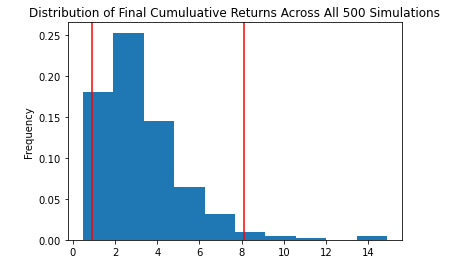 Distribution of Final Cumuluative Returns Across All 500 Simulations
Frequency
0.25
0.20
0.15
0.10
0.05
0.00
0 2 4 6 8 10 12 14